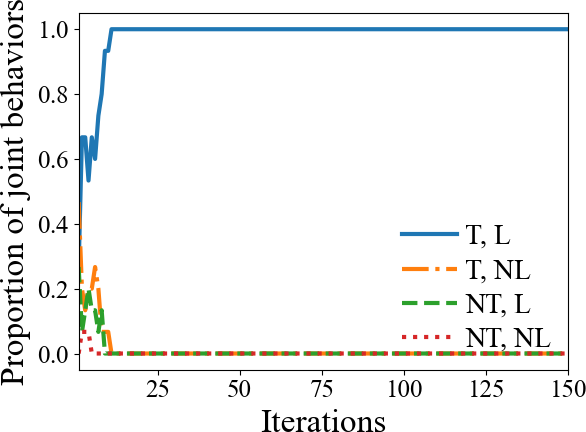 Proportion of joint behaviors
1.0
0.8
0.6
0.4
0.2
0.0
T, L
T, NL
NT, L
NT, NL
25 50 75 100 125 150
Iterations